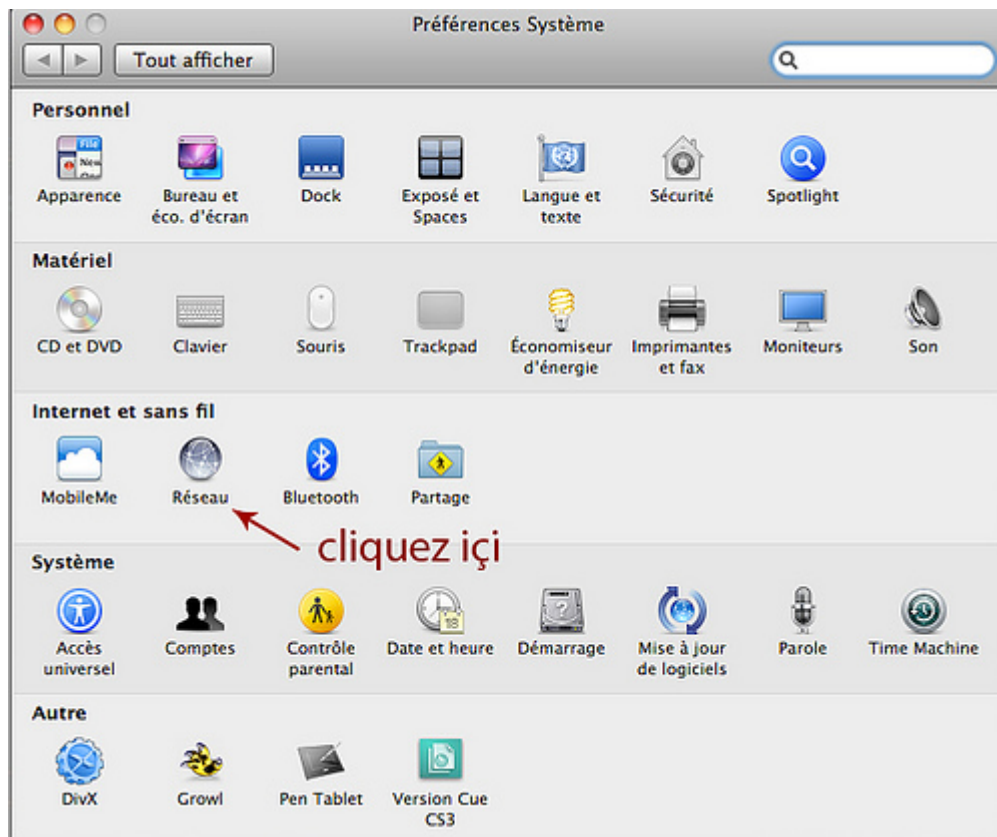 Préférences Système
Tout afficher
Personnel
File
New
Apparence
Bureau et
éco. d'écran
Dock
Exposé et
Spaces
Langue et
texte
Sécurité
Spotlight
Matériel
CD et DVD
Clavier
Souris
Trackpad
Économiseur
d'énergie
Imprimantes
et fax
Moniteurs
Son
Internet et sans fil
MobileMe
Réseau
Bluetooth
Partage
cliquez içi
Système
Accès
universel
Comptes
Contrôle
parental
18
Date et heure
?
Démarrage
Mise à jour
de logiciels
Parole
Time Machine
Autre
DivX
Growl
Pen Tablet
Version Cue
CS3